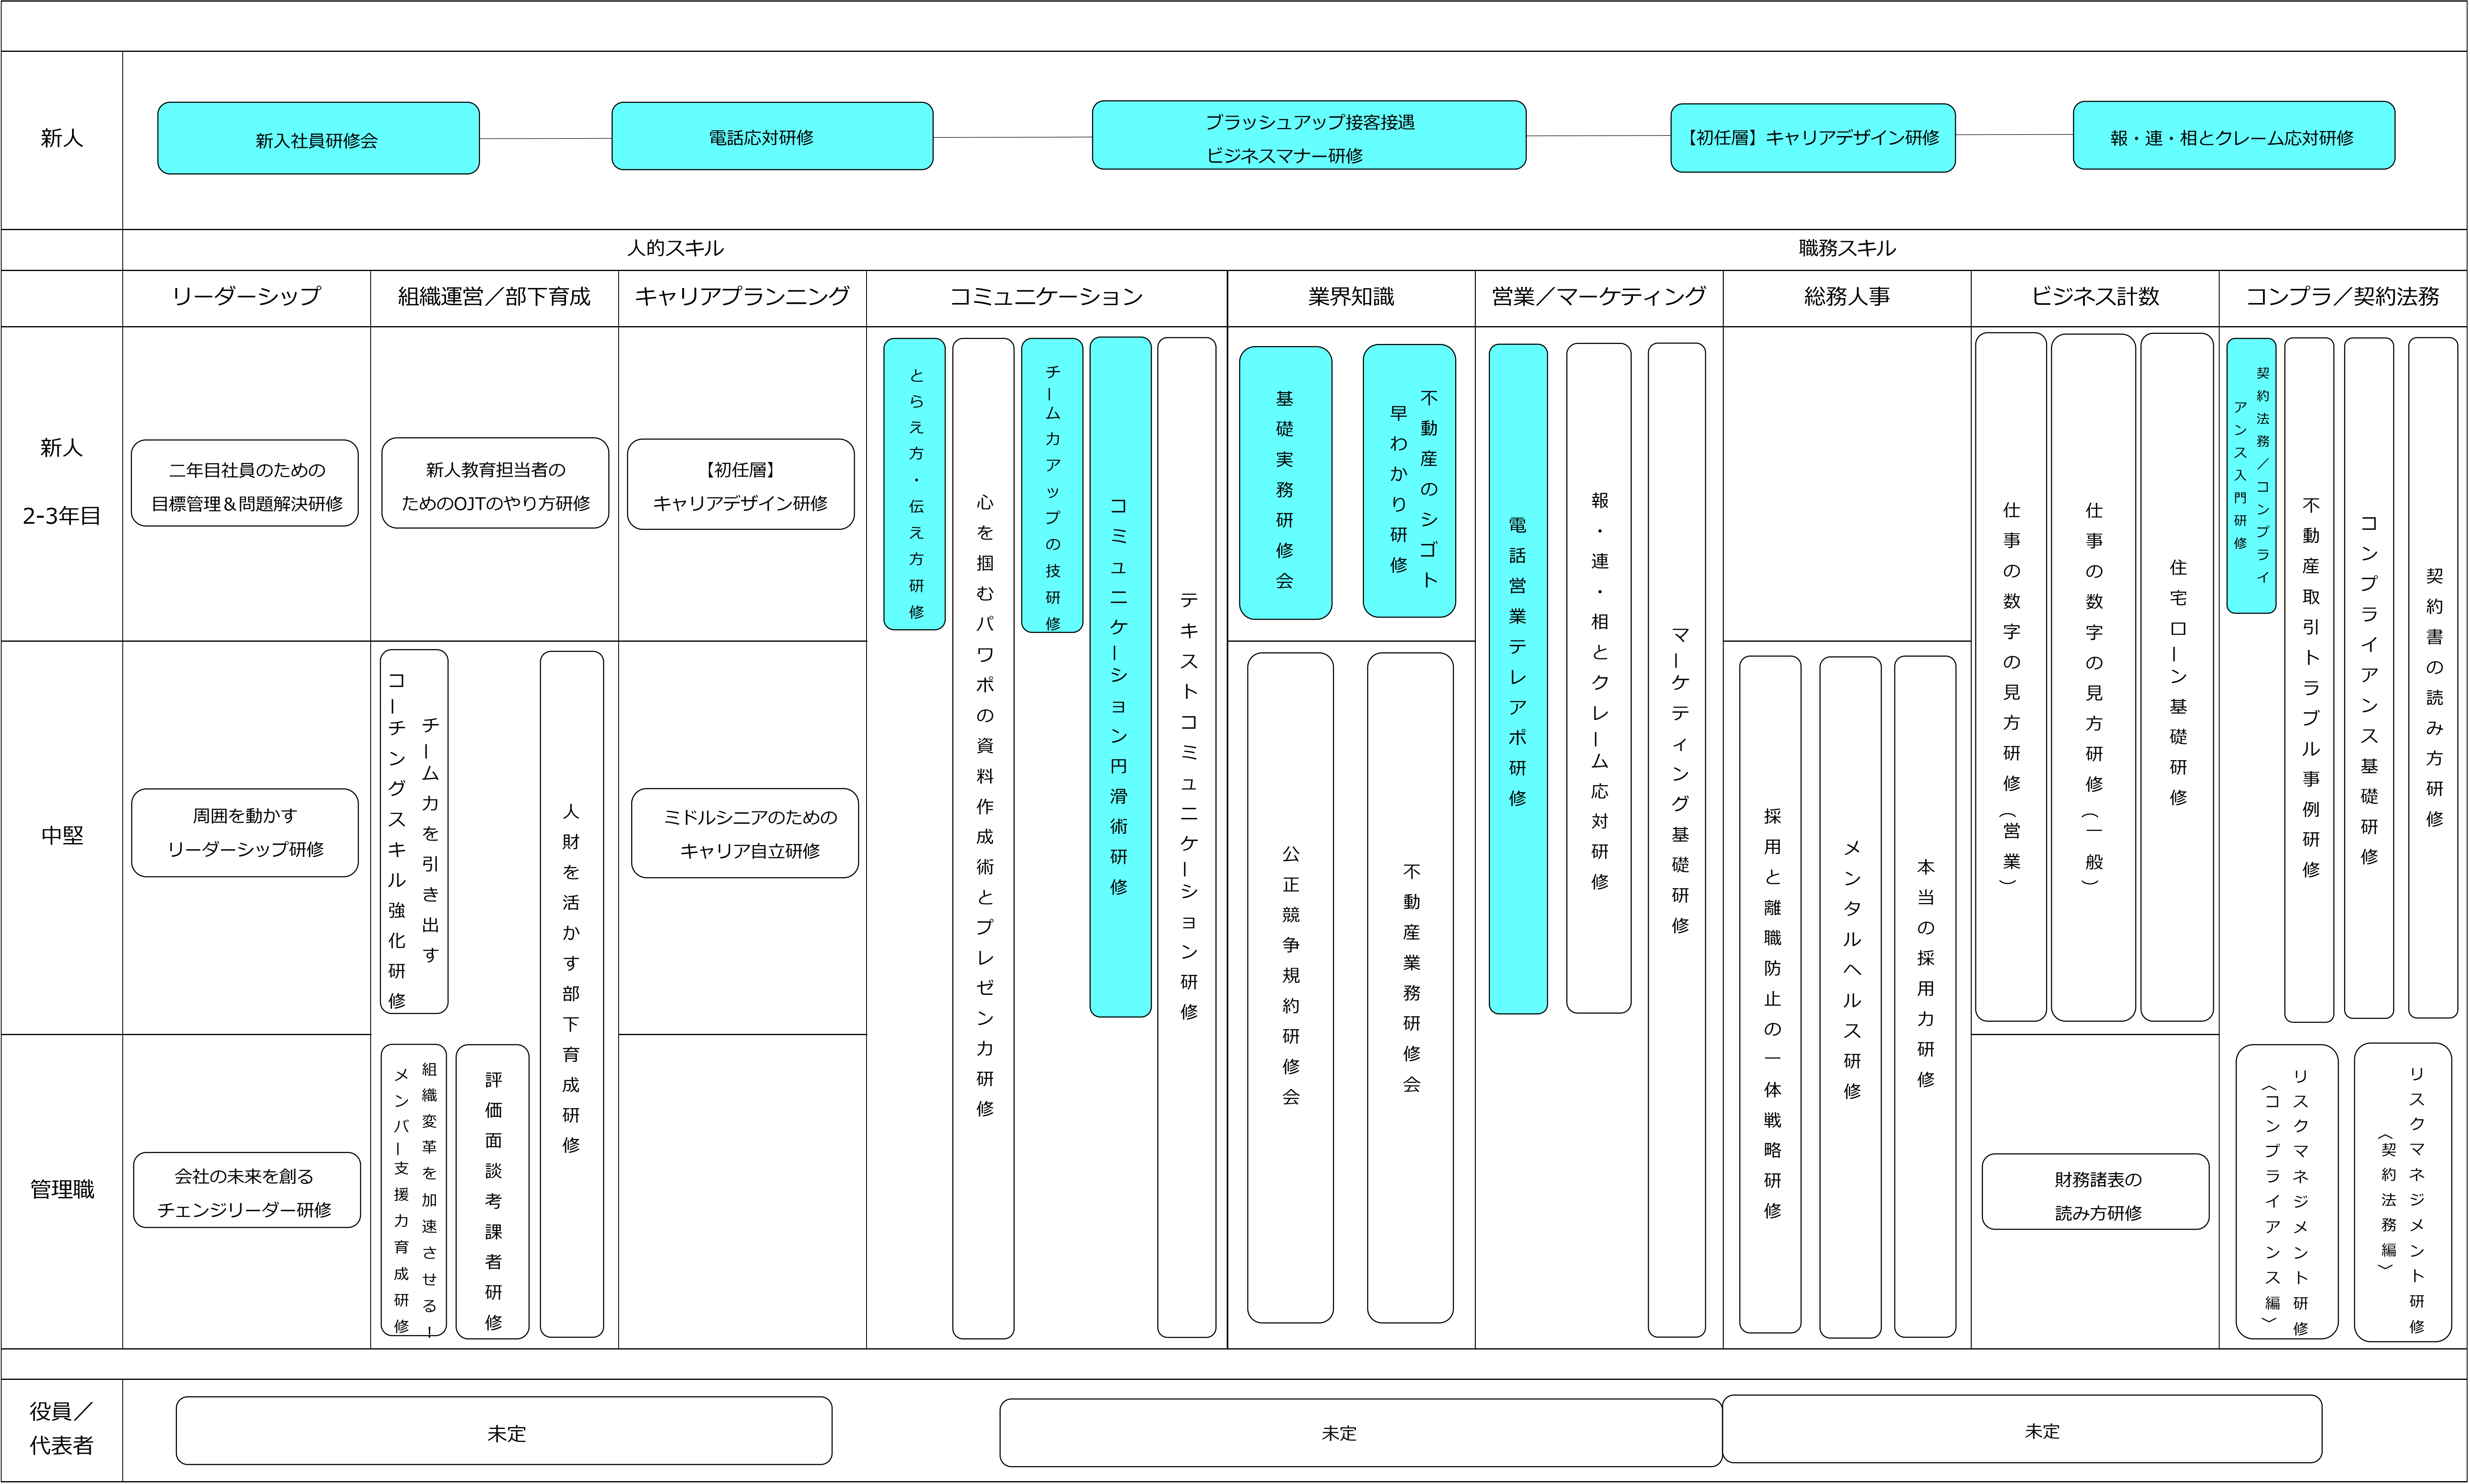 新人
新入社員研修会
電話応対研修
ブラッシュアップ接客接遇
ビジネスマナー研修
【初任層】キャリアデザイン研修
報・連・相とクレーム応対研修
人的スキル
職務スキル
リーダーシップ
組織運営／部下育成
キャリアプランニング
コミュニケーション
業界知識
営業／マーケティング
総務人事
ビジネス計数
コンプラ／契約法務
新人
2-3年目
二年目社員のための
目標管理＆問題解決研修
新人教育担当者の
ためのOJTのやり方研修
【初任層】
キャリアデザイン研修
とらえ方・伝え方研修
心を掴むパワポの資料作成術とプレゼン力研修
チーム力アップの技研修
コミュニケーション円滑術研修
テキストコミュニケーション研修
基礎実務研修会
不動産のシゴト
早わかり研修
電話営業テレアポ研修
報・連・相とクレーム応対研修
マーケティング基礎研修
仕事の数字の見方研修（営業）
仕事の数字の見方研修（一般）
住宅ローン基礎研修
契約法務／コンプライ
アンス入門研修
不動産取引トラブル事例研修
コンプライアンス基礎研修
契約書の読み方研修
中堅
周囲を動かす
リーダーシップ研修
チーム力を引き出す
コーチングスキル強化研修
人財を活かす部下育成研修
ミドルシニアのための
キャリア自立研修
公正競争規約研修会
不動産業務研修会
採用と離職防止の一体戦略研修
メンタルヘルス研修
本当の採用力研修
管理職
会社の未来を創る
チェンジリーダー研修
組織変革を加速させる！
メンバー支援力育成研修
評価面談考課者研修
財務諸表の
読み方研修
リスクマネジメント研修
〈コンプライアンス編〉
リスクマネジメント研修
〈契約法務編〉
役員／
代表者
未定
未定
未定